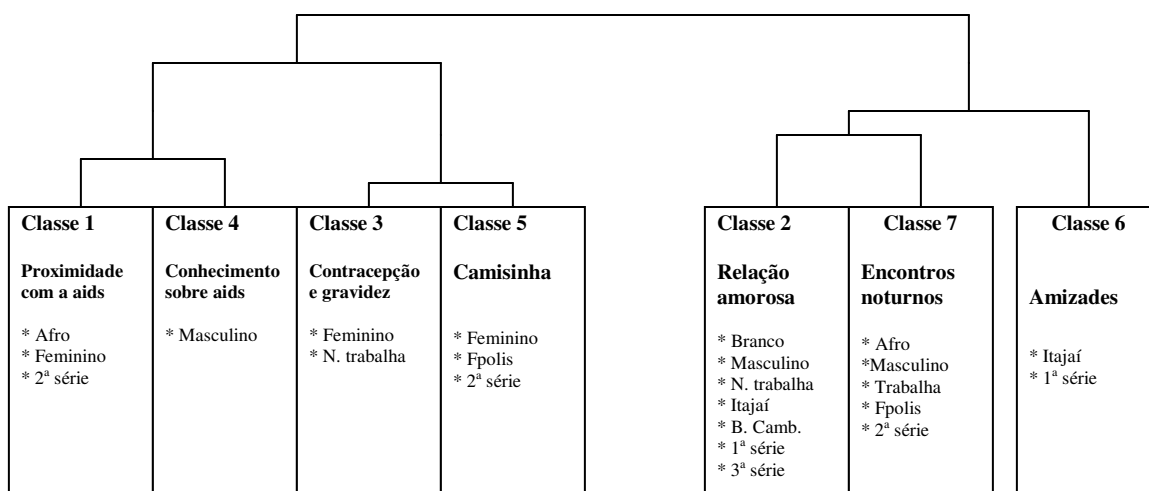 Classe 1
Proximidade
com a aids
* Afro
* Feminino
* 2ª série
Classe 4
Conhecimento
sobre aids
* Masculino
Classe 3
Contracepção
e gravidez
* Feminino
* N. trabalha
Classe 5
Camisinha
* Feminino
* Fpolis
* 2ª série
Classe 2
Relação
amorosa
* Branco
* Masculino
* N. trabalha
* Itajaí
* B. Camb.
* 1ª série
* 3ª série
Classe 7
Encontros
noturnos
* Afro
*Masculino
* Trabalha
* Fpolis
* 2ª série
Classe 6
Amizades
* Itajaí
* 1ª série